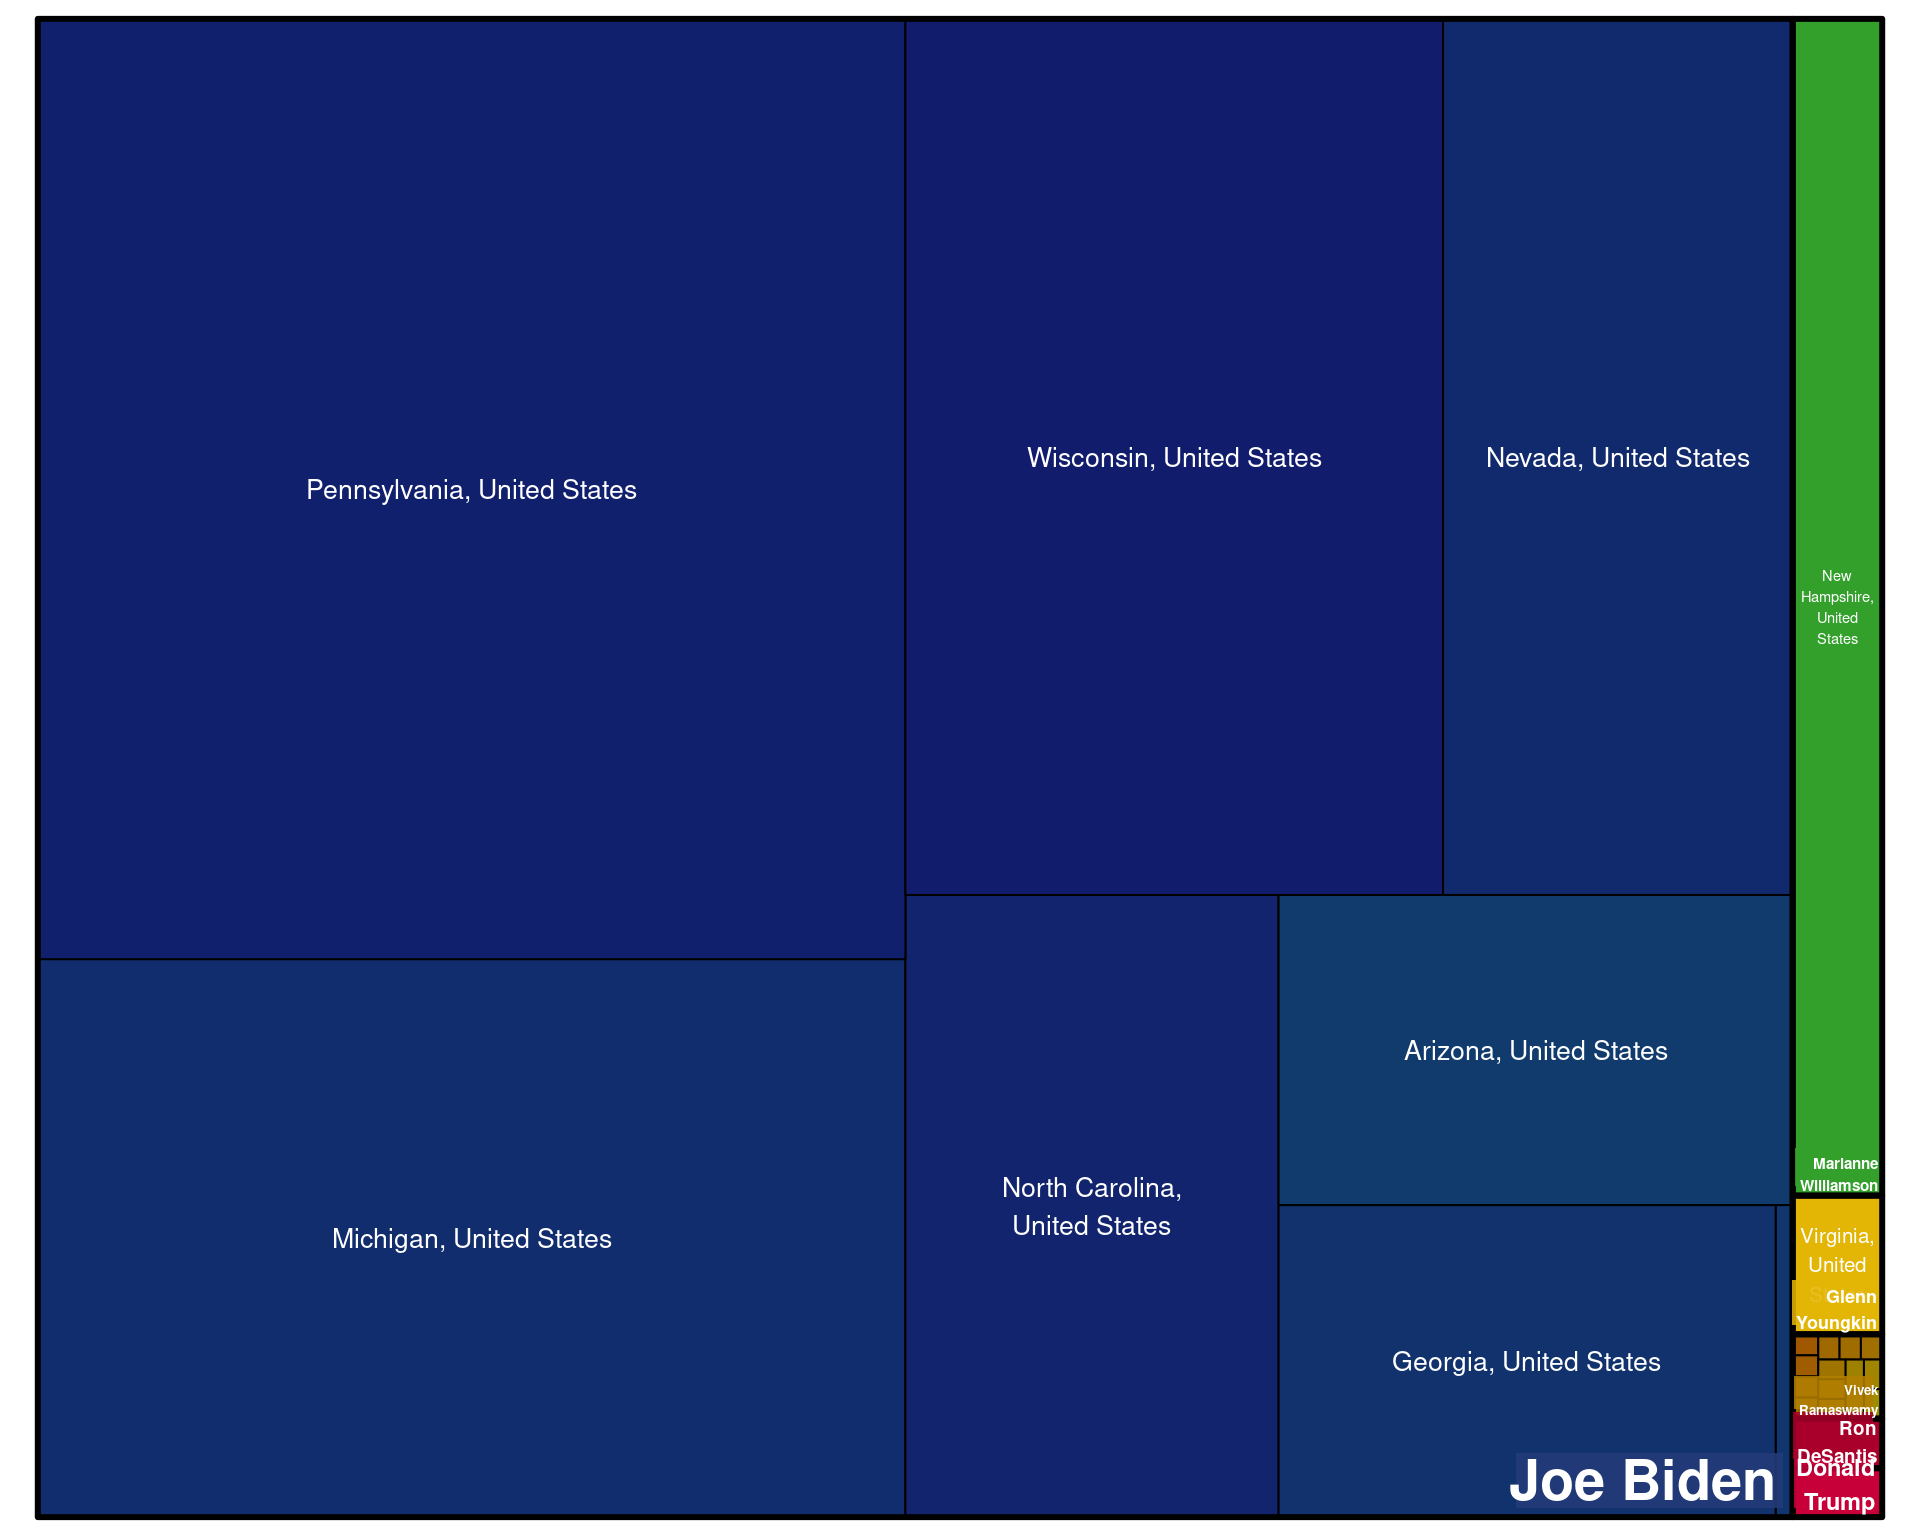 Pennsylvania, United States
Wisconsin, United States
Nevada, United States
Michigan, United States
North Carolina,
United States
Arizona, United States
Georgia, United States
Joe Biden
New
Hampshire,
United
States
Marianne
Williamson
Virginia,
United
Glenn
Youngkin
Vivek
Ramaswamy
Ron
DeSantis
Donald
Trump